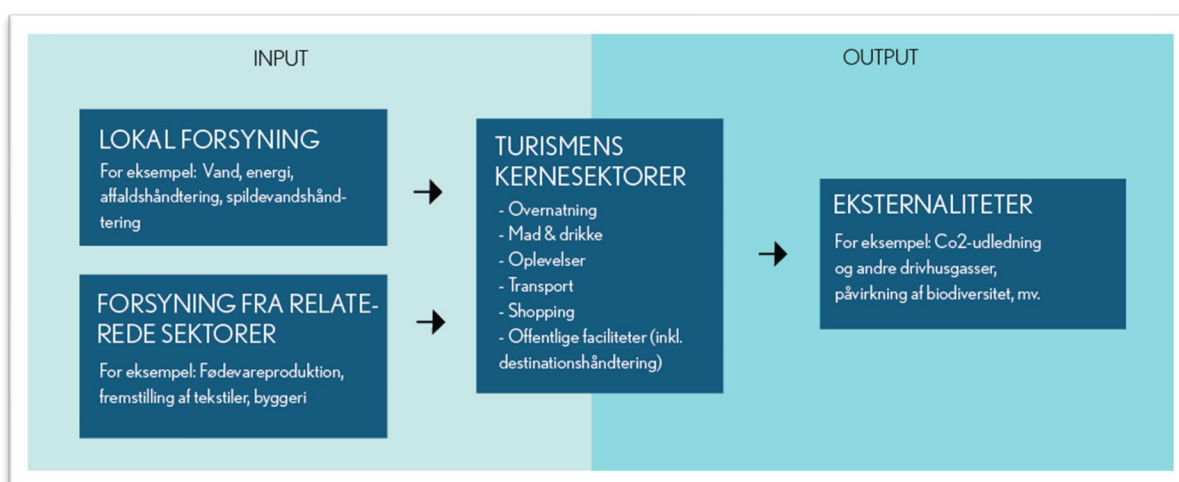 INPUT
OUTPUT
LOKAL FORSYNING
For eksempel: Vand, energi,
affaldshåndtering, spildevandshånd-
tering
FORSYNING FRA RELATE-
REDE SEKTORER
For eksempel: Fødevareproduktion,
fremstilling af tekstiler, byggeri
TURISMENS
KERNESEKTORER
- Overnatning
- Mad & drikke
- Oplevelser
- Transport
- Shopping
- Offentlige faciliteter (inkl.
destinationshåndtering)
EKSTERNALITETER
For eksempel: Co2-udledning
og andre drivhusgasser,
påvirkning af biodiversitet, mv.